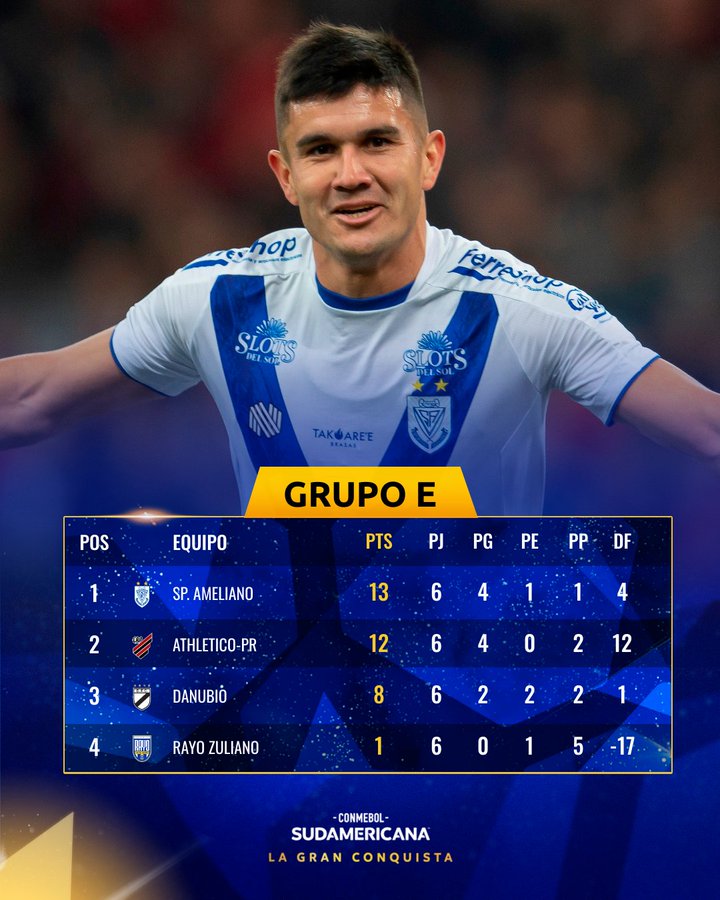 Ferreshop
SLOTS
DEL SOL
SLOTS
DEL SOL
TAKUARE'E
GRUPO E
POS EQUIPO PTS PJ PG PE PP DF
1 SP. AMELIANO 13 6 4 1 1 4
2 ATHLETICO-PR 12 6 4 0 2 12
3 DANUBIO 8 6 2 2 2 1
4 RAYO ZULIANO 1 6 0 1 5 -17
-CONMEBOL-
SUDAMERICANA
LA GRAN CONQUISTA